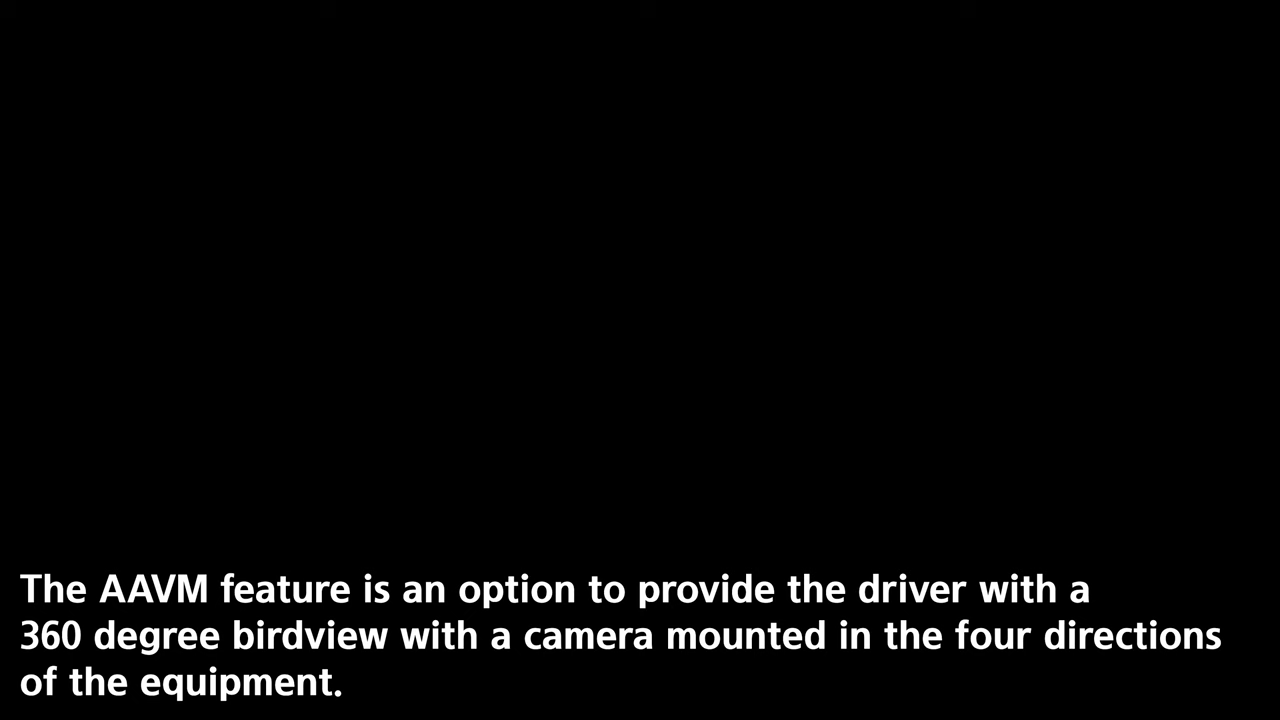 The AAVM feature is an option to provide the driver with a
360 degree birdview with a camera mounted in the four directions
of the equipment.